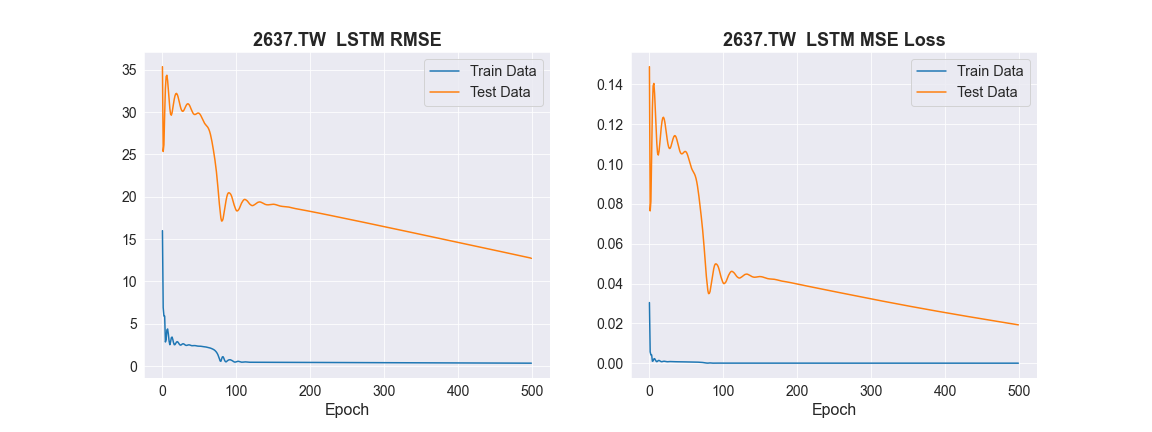 2637.TW  LSTM RMSE
Train Data
Test Data
35
30
25
20
15
10
5
0
0 100 200 300 400 500
Epoch
2637.TW  LSTM MSE Loss
Train Data
Test Data
0.14
0.12
0.10
0.08
0.06
0.04
0.02
0.00
0 100 200 300 400 500
Epoch